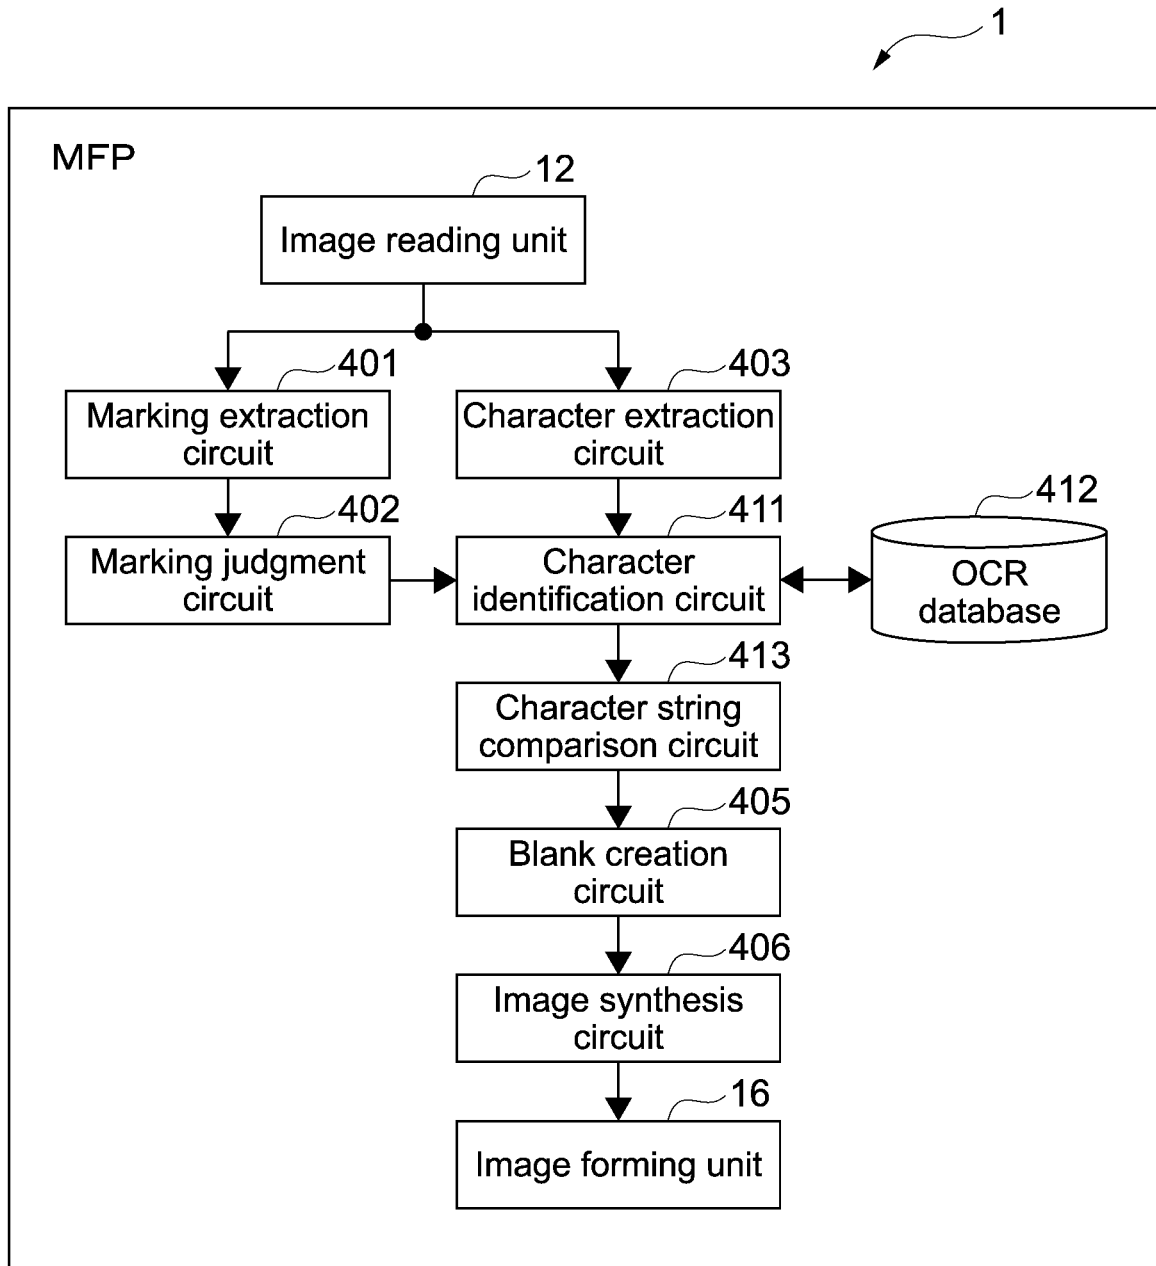 1
MFP
12
Image reading unit
401
Marking extraction
circuit
403
Character extraction
circuit
402
Marking judgment
circuit
411
Character
identification circuit
412
OCR
database
413
Character string
comparison circuit
405
Blank creation
circuit
406
Image synthesis
circuit
16
Image forming unit